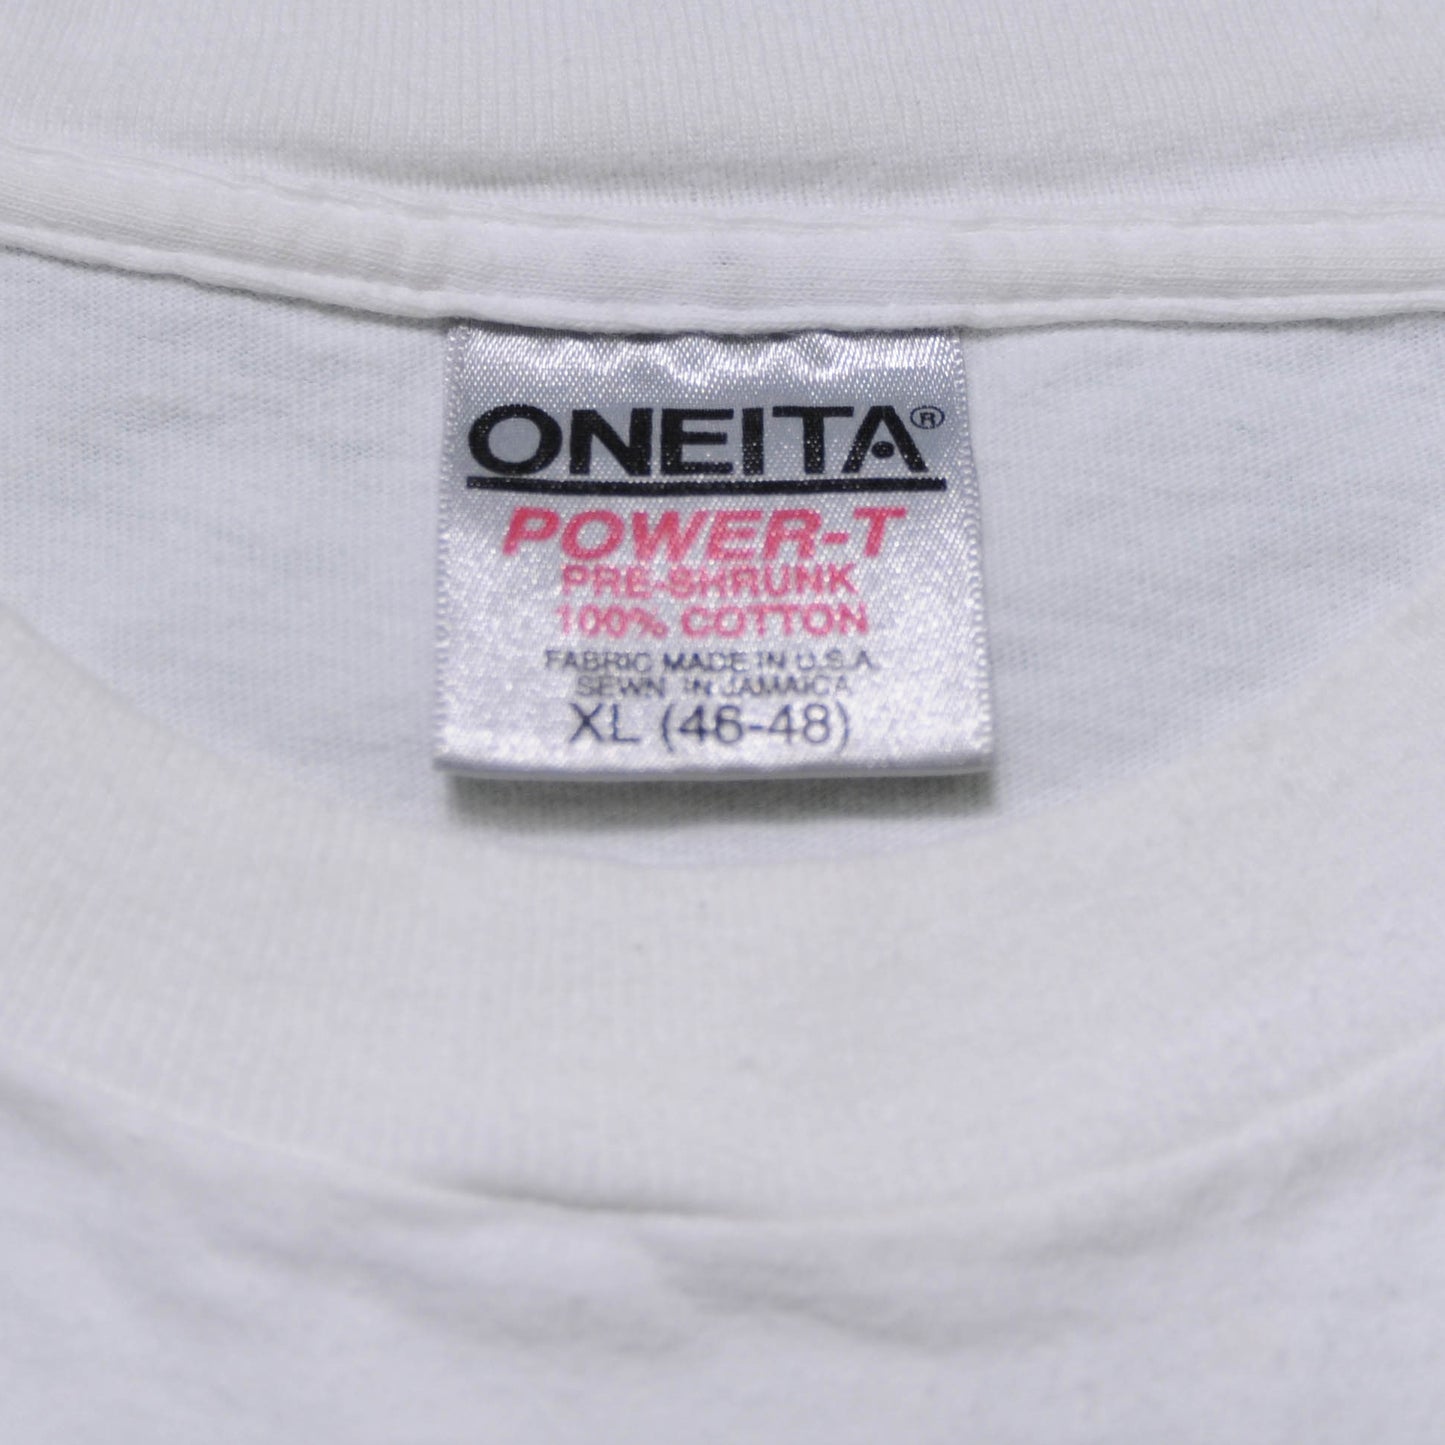 ONEITA®
POWER-T
PRE-SHRUNK
100% COTTON
FABRIC MADE IN U.S.A.
SEWN IN JAMAICA
XL (46-48)